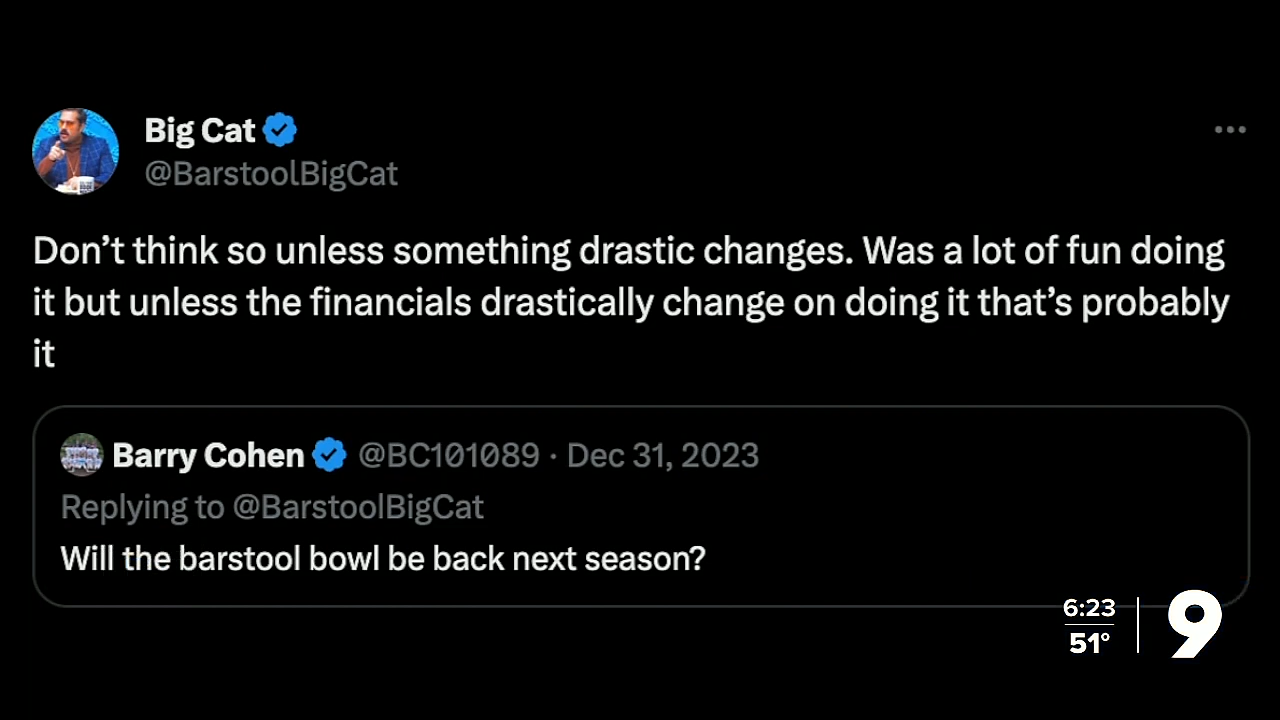 Big Cat
@BarstoolBigCat
Don’t think so unless something drastic changes. Was a lot of fun doing
it but unless the financials drastically change on doing it that’s probably
it
Barry Cohen @BC101089 · Dec 31, 2023
Replying to @BarstoolBigCat
Will the barstool bowl be back next season?
6:23
51°
9